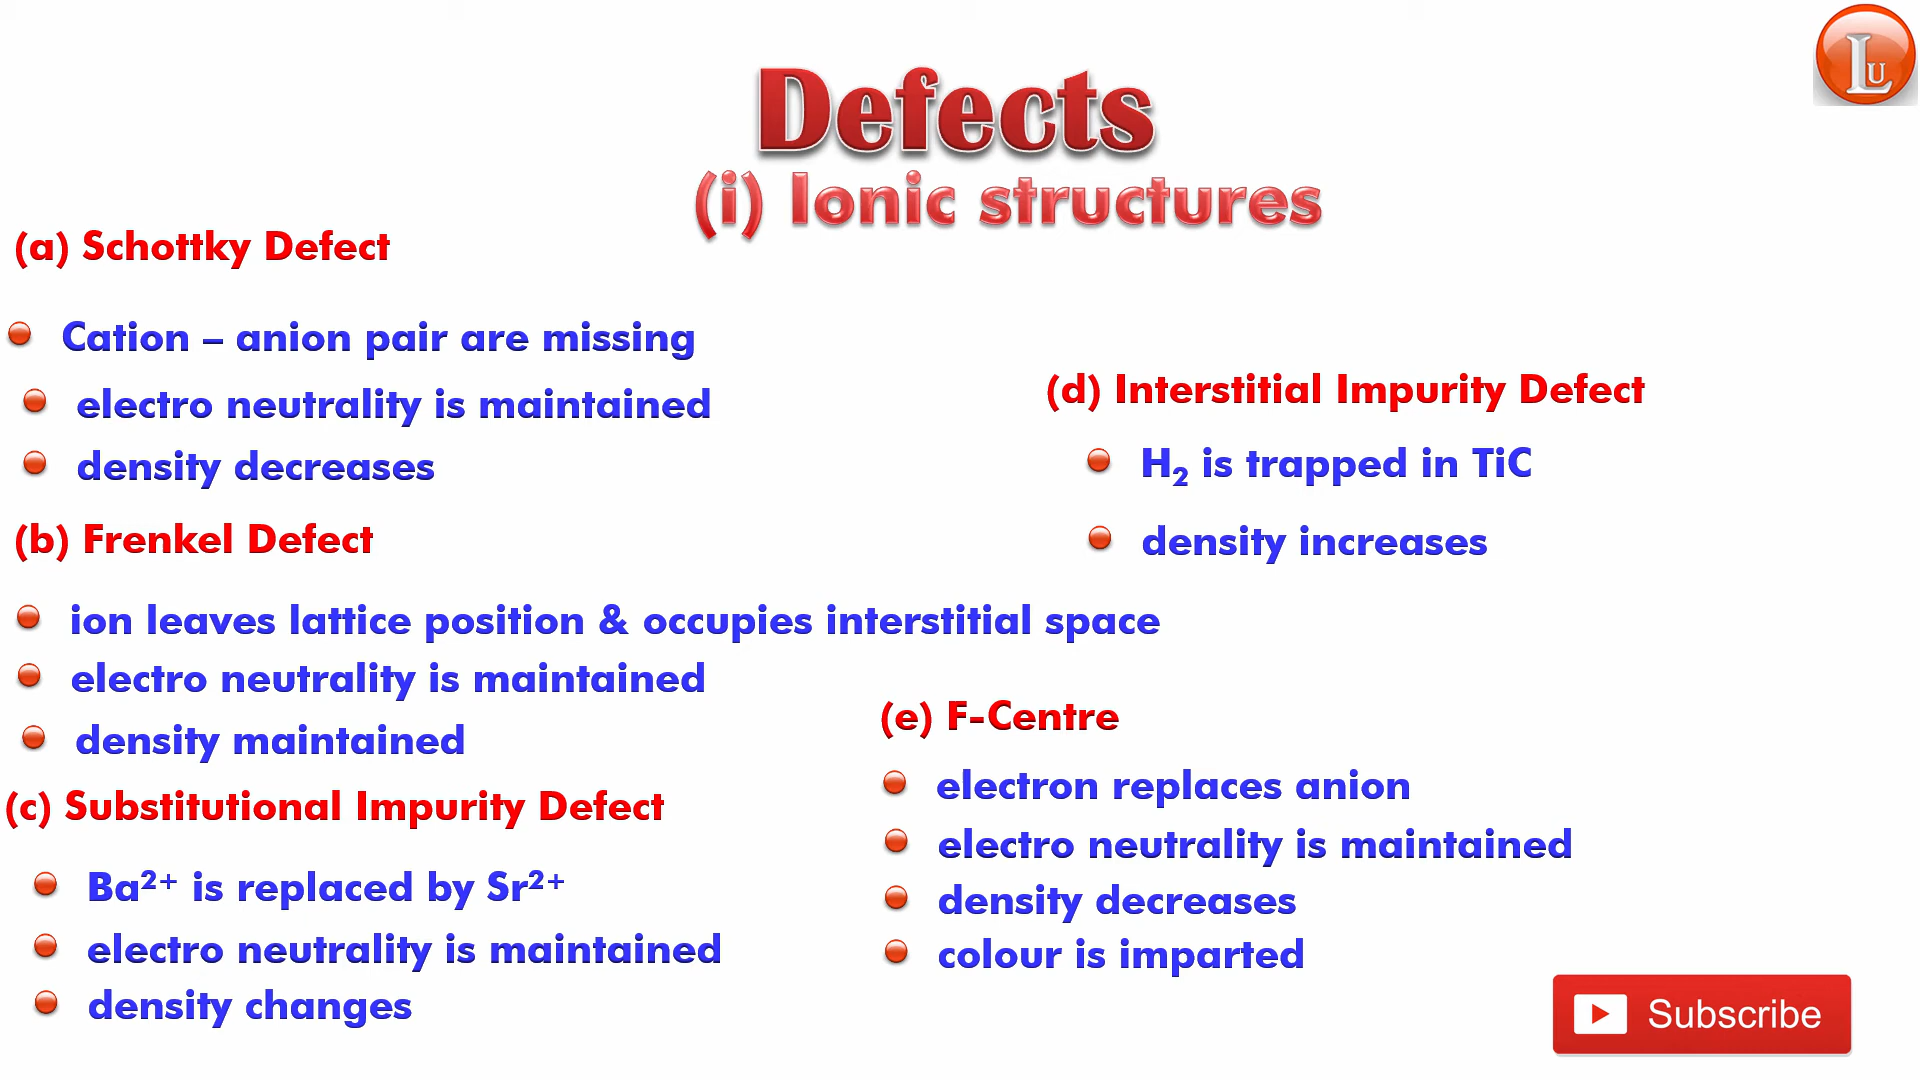 LU
Defects
(i) Ionic structures
(a) Schottky Defect
Cation – anion pair are missing
electro neutrality is maintained
density decreases
(b) Frenkel Defect
ion leaves lattice position & occupies interstitial space
electro neutrality is maintained
density maintained
(c) Substitutional Impurity Defect
Ba²⁺ is replaced by Sr²⁺
electro neutrality is maintained
density changes
(d) Interstitial Impurity Defect
H₂ is trapped in TiC
density increases
(e) F-Centre
electron replaces anion
electro neutrality is maintained
density decreases
colour is imparted
Subscribe